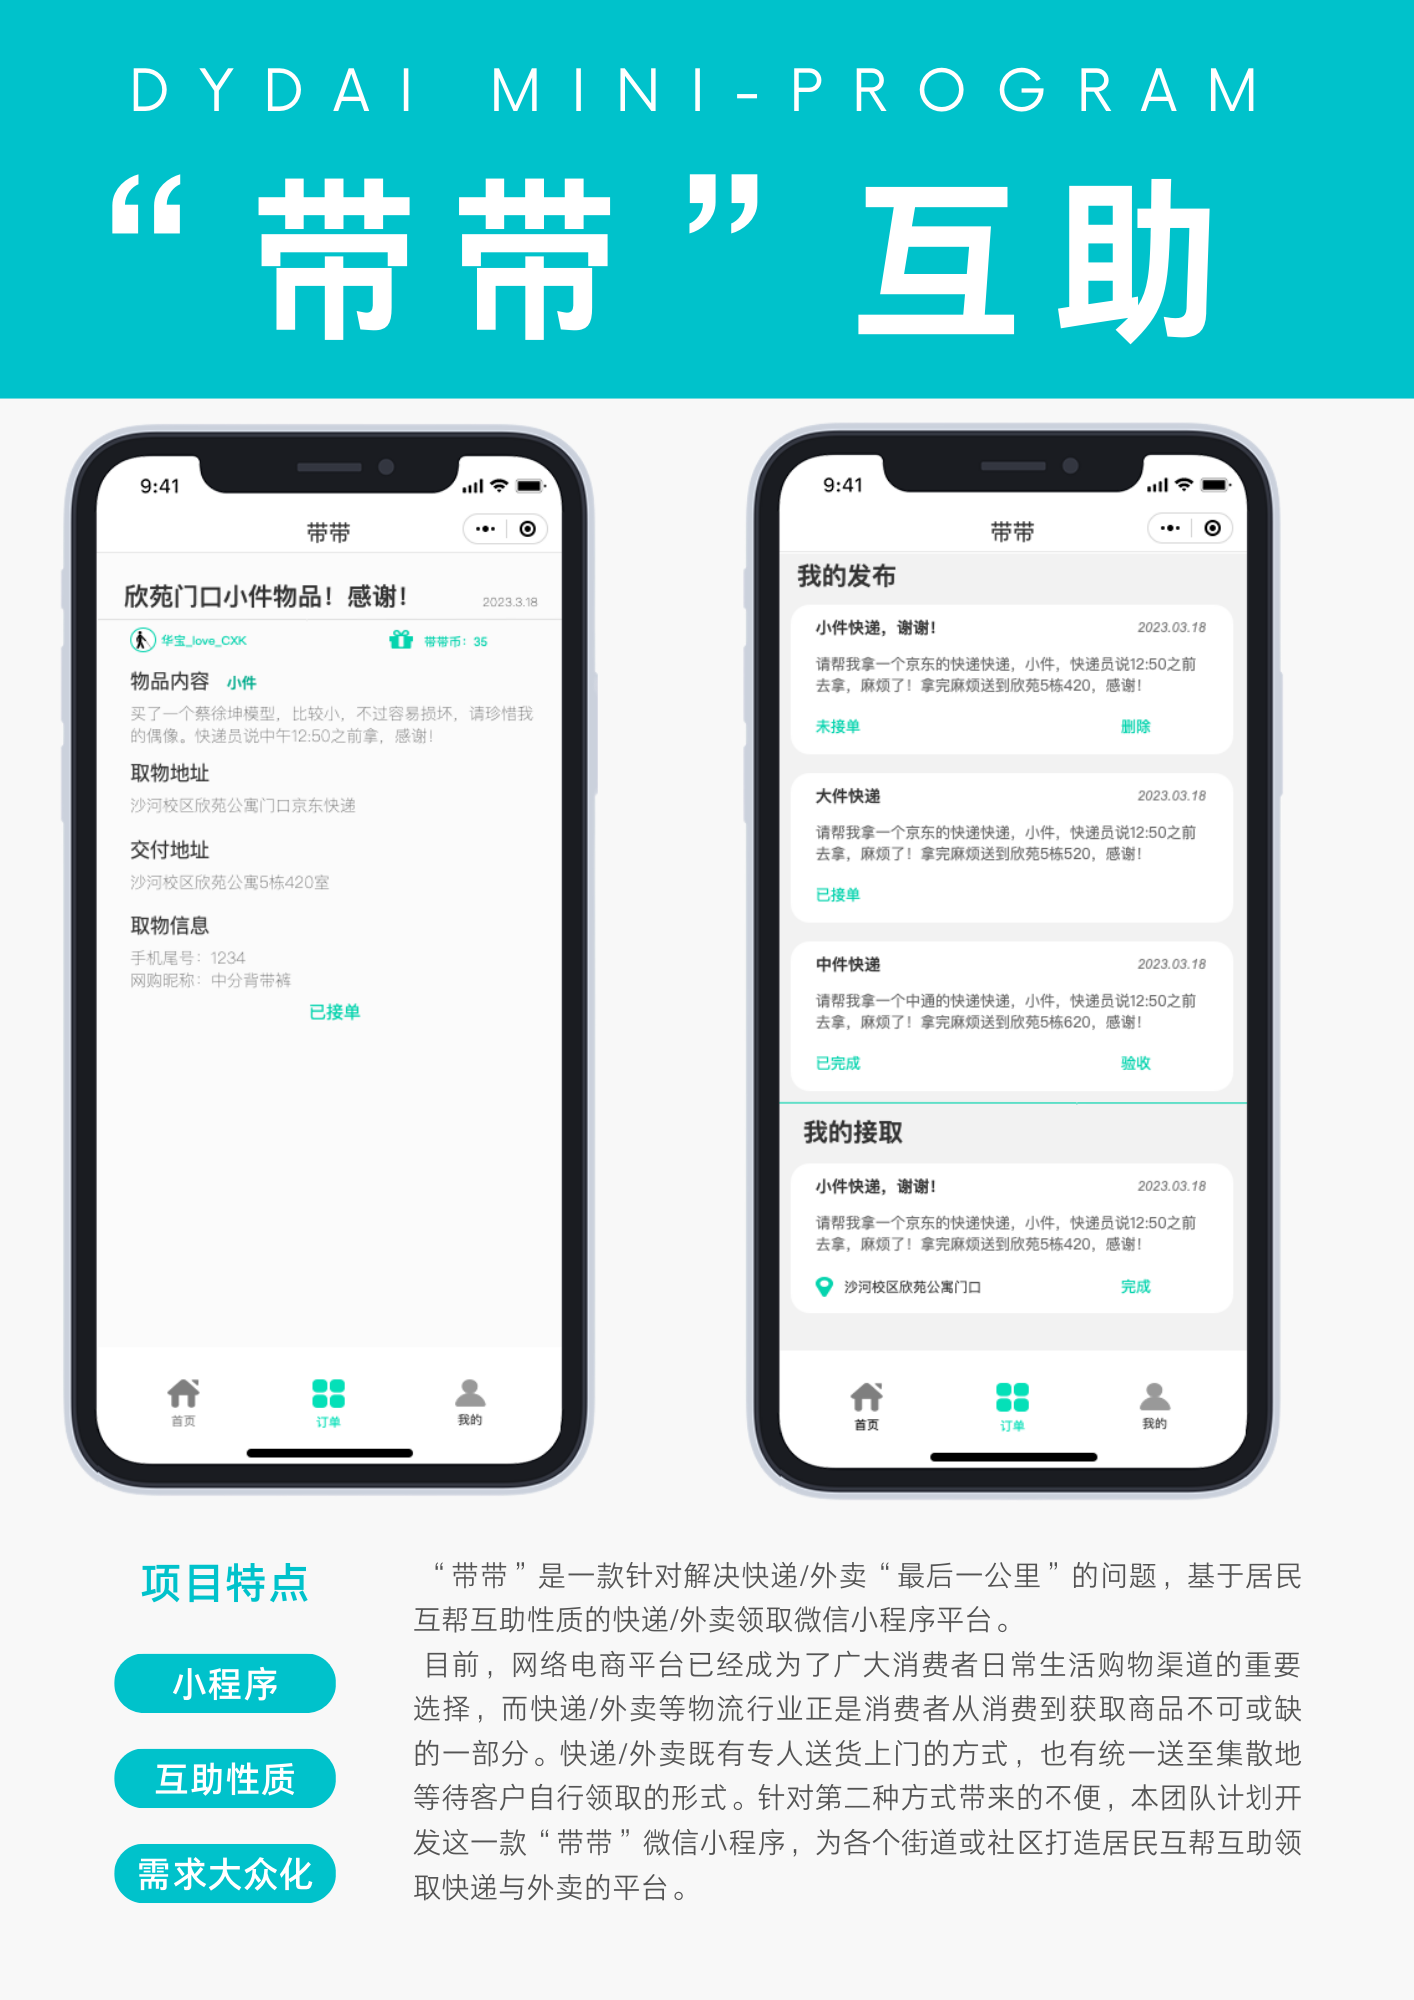 DYDAI MINI-PROGRAM
“带带”互助
9:41
带带
欣苑门口小件物品！感谢！
2023.3.18
华宝_love_CXK
带带币：35
物品内容 小件
买了一个蔡徐坤模型，比较小，不过容易损坏，请珍惜我
的偶像。快递员说中午12:50之前拿，感谢！
取物地址
沙河校区欣苑公寓门口京东快递
交付地址
沙河校区欣苑公寓5栋420室
取物信息
手机尾号：1234
网购昵称：中分背带裤
已接单
首页
订单
我的
9:41
带带
我的发布
小件快递，谢谢！
2023.03.18
请帮我拿一个京东的快递快递，小件，快递员说12:50之前
去拿，麻烦了！拿完麻烦送到欣苑5栋420，感谢！
未接单
删除
大件快递
2023.03.18
请帮我拿一个京东的快递快递，小件，快递员说12:50之前
去拿，麻烦了！拿完麻烦送到欣苑5栋520，感谢！
已接单
中件快递
2023.03.18
请帮我拿一个中通的快递快递，小件，快递员说12:50之前
去拿，麻烦了！拿完麻烦送到欣苑5栋620，感谢！
已完成
验收
我的接取
小件快递，谢谢！
2023.03.18
请帮我拿一个京东的快递快递，小件，快递员说12:50之前
去拿，麻烦了！拿完麻烦送到欣苑5栋420，感谢！
沙河校区欣苑公寓门口
完成
首页
订单
我的
项目特点
小程序
互助性质
需求大众化
“带带”是一款针对解决快递/外卖“最后一公里”的问题，基于居民
互帮互助性质的快递/外卖领取微信小程序平台。
目前，网络电商平台已经成为了广大消费者日常生活购物渠道的重要
选择，而快递/外卖等物流行业正是消费者从消费到获取商品不可或缺
的一部分。快递/外卖既有专人送货上门的方式，也有统一送至集散地
等待客户自行领取的形式。针对第二种方式带来的不便，本团队计划开
发这一款“带带”微信小程序，为各个街道或社区打造居民互帮互助领
取快递与外卖的平台。